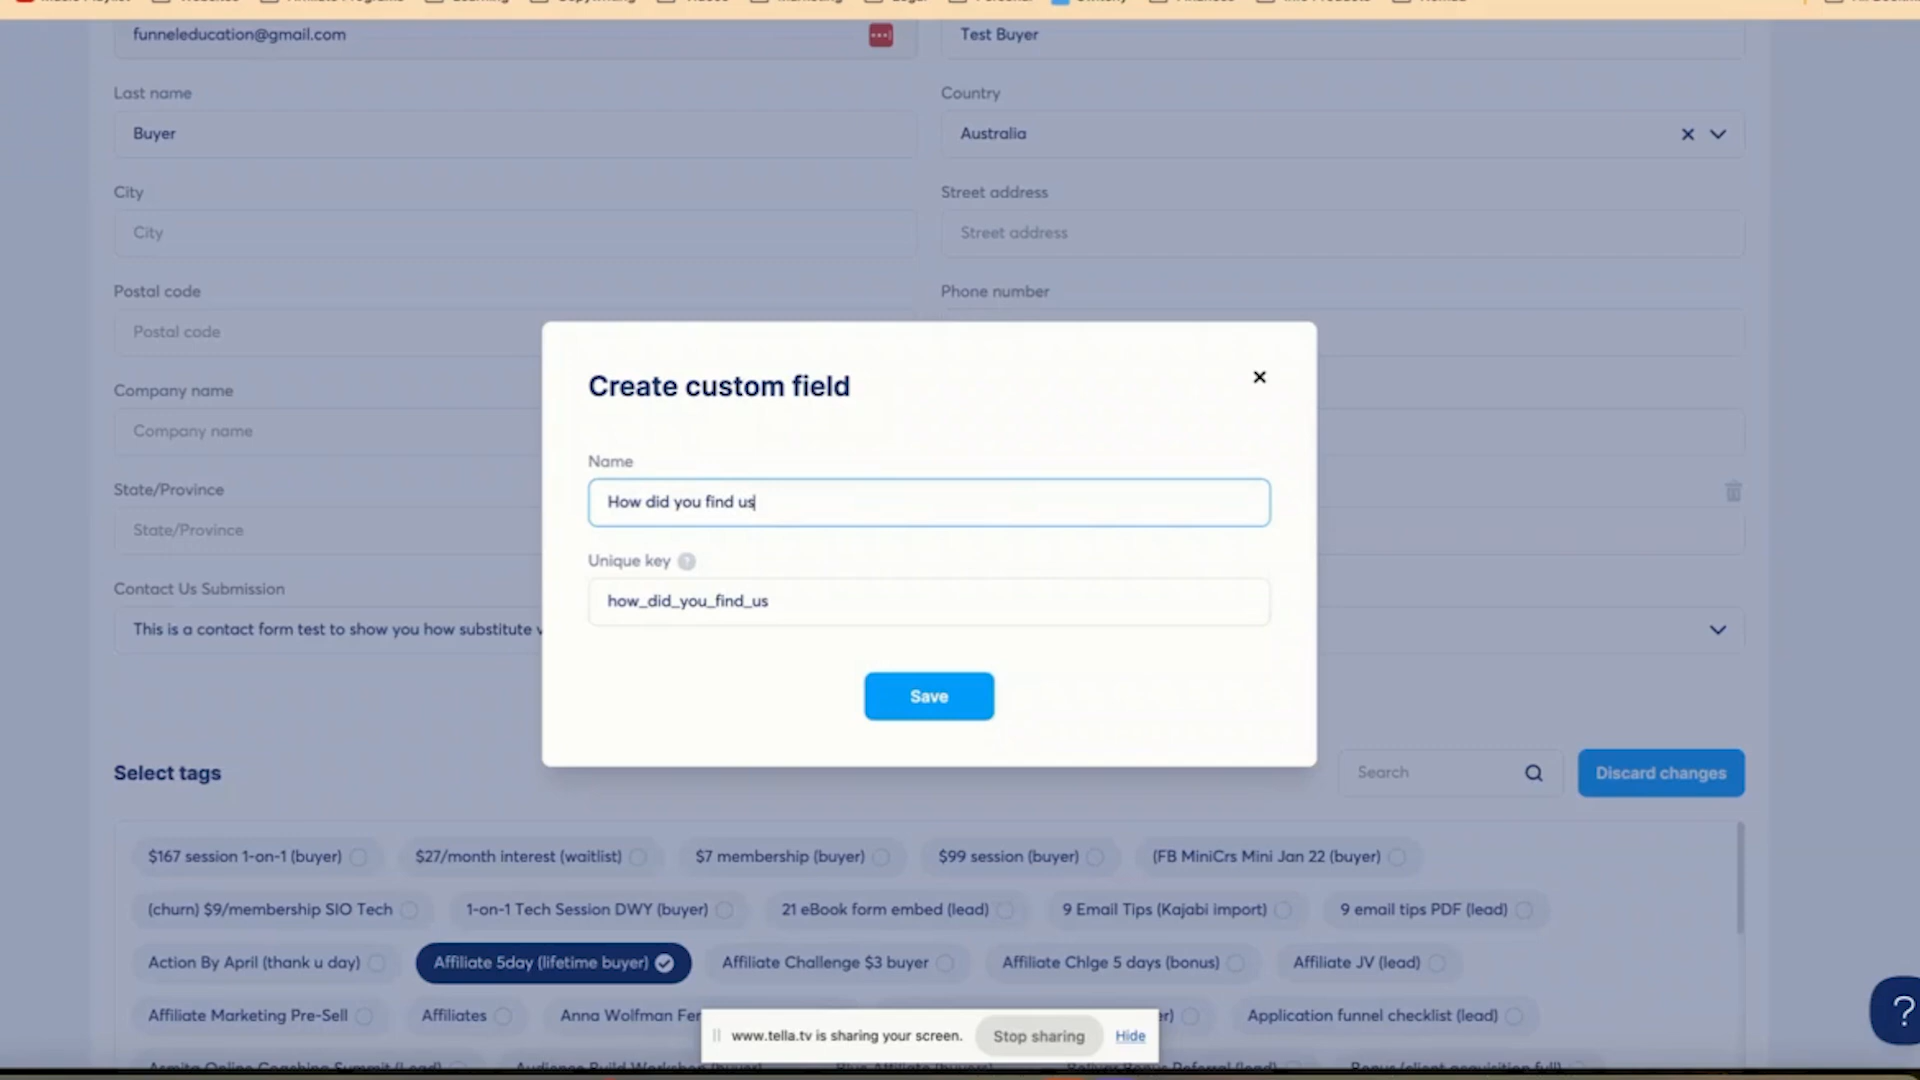 funneleducation@gmail.com
Test Buyer
Last name
Country
Buyer
Australia
City
Street address
City
Street address
Postal code
Phone number
Postal code
Create custom field
Company name
Company name
Name
How did you find us
State/Province
State/Province
Unique key ?
how_did_you_find_us
Contact Us Submission
This is a contact form test to show you how substitute
Save
Select tags
Search
Discard changes
$167 session 1-on-1 (buyer)
$27/month interest (waitlist)
$7 membership (buyer)
$99 session (buyer)
(FB MiniCrs Mini Jan 22 (buyer)
(churn) $9/membership SIO Tech
1-on-1 Tech Session DWY (buyer)
21 eBook form embed (lead)
9 Email Tips (Kajabi import)
9 email tips PDF (lead)
Action By April (thank u day)
Affiliate 5day (lifetime buyer)
Affiliate Challenge $3 buyer
Affiliate Chlge 5 days (bonus)
Affiliate JV (lead)
Affiliate Marketing Pre-Sell
Affiliates
Anna Wolfman
Application funnel checklist (lead)
?
www.tella.tv is sharing your screen.
Stop sharing
Hide